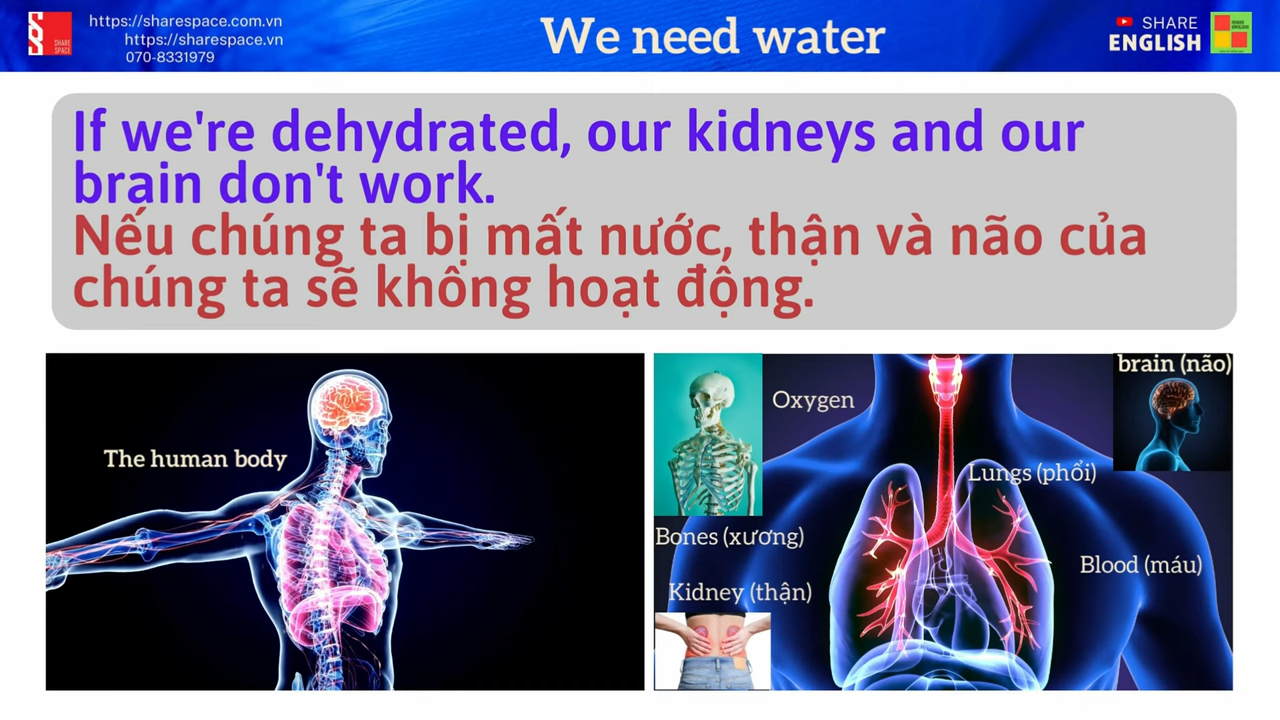 SHARE
SPACE
https://sharespace.com.vn
https://sharespace.vn
070-8331979
We need water
SHARE
ENGLISH
If we're dehydrated, our kidneys and our
brain don't work.
Nếu chúng ta bị mất nước, thận và não của
chúng ta sẽ không hoạt động.
The human body
Oxygen
brain (não)
Lungs (phổi)
Bones (xương)
Blood (máu)
Kidney (thận)